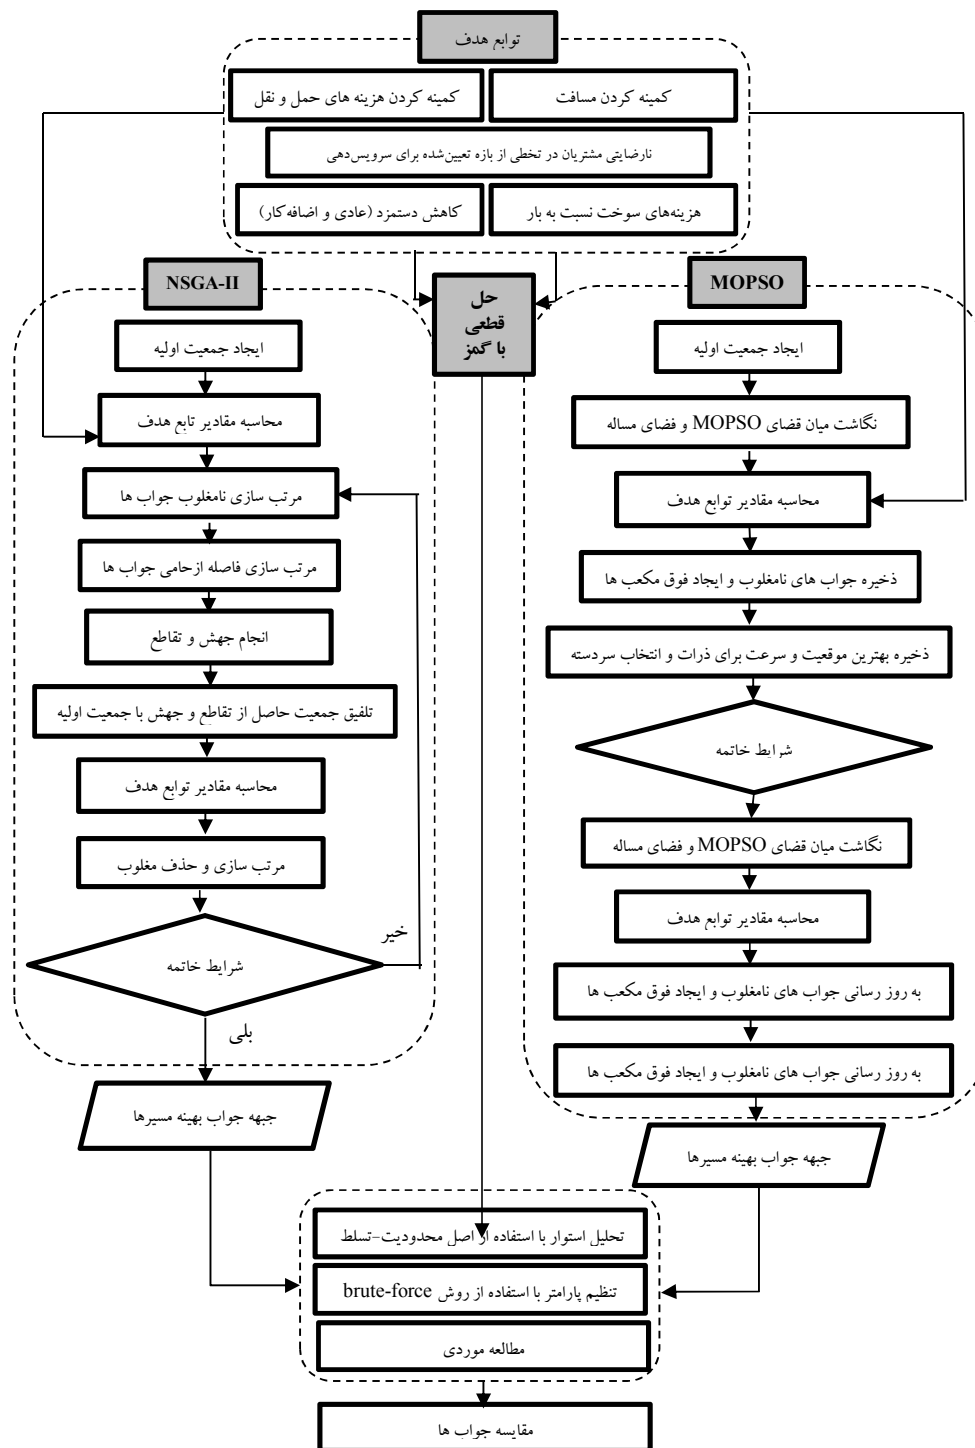 توابع هدف
کمینه کردن مسافت
کمینه کردن هزینه های حمل و نقل
نارضایتی مشتریان در تخطی از بازه تعیین‌شده برای سرویس‌دهی
هزینه‌های سوخت نسبت به بار
کاهش دستمزد (عادی و اضافه‌کار)
MOPSO
ایجاد جمعیت اولیه
نگاشت میان قضای MOPSO و فضای مساله
محاسبه مقادیر توابع هدف
ذخیره جواب های نامغلوب و ایجاد فوق مکعب ها
ذخیره بهترین موقعیت و سرعت برای ذرات و انتخاب سردسته
شرایط خاتمه
نگاشت میان قضای MOPSO و فضای مساله
محاسبه مقادیر توابع هدف
به روز رسانی جواب های نامغلوب و ایجاد فوق مکعب ها
به روز رسانی جواب های نامغلوب و ایجاد فوق مکعب ها
جبهه جواب بهینه مسیرها
حل
قطعی
با گمز
NSGA-II
ایجاد جمعیت اولیه
محاسبه مقادیر تابع هدف
مرتب سازی نامغلوب جواب ها
مرتب سازی فاصله ازحامی جواب ها
انجام جهش و تقاطع
تلفیق جمعیت حاصل از تقاطع و جهش با جمعیت اولیه
محاسبه مقادیر توابع هدف
مرتب سازی و حذف مغلوب
شرایط خاتمه
خیر
بلی
جبهه جواب بهینه مسیرها
تحلیل استوار با استفاده از اصل محدودیت-تسلط
تنظیم پارامتر با استفاده از روش brute-force
مطالعه موردی
مقایسه جواب ها